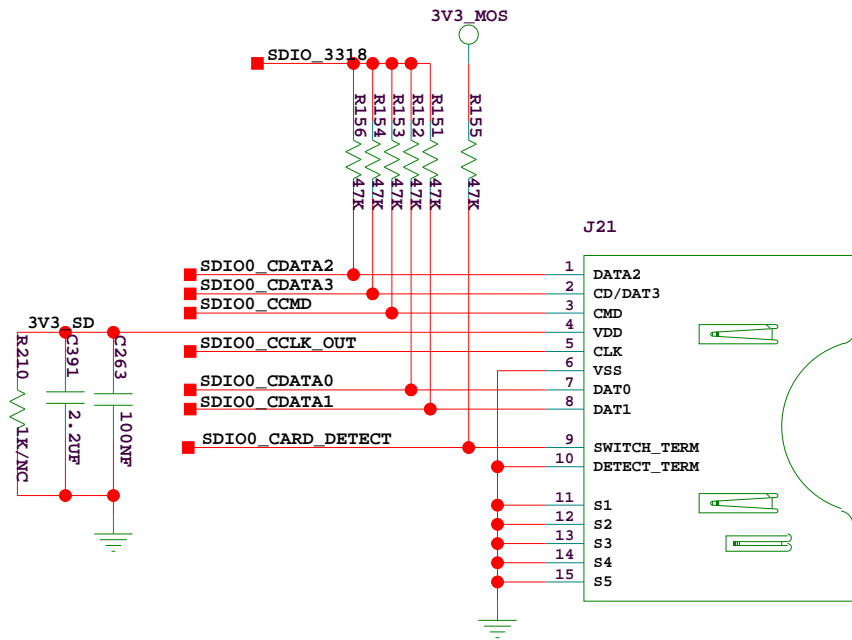 3V3_MOS
SDIO_3318
R156
R154
R153
R152
R151
R155
47K
47K
47K
47K
47K
47K
J21
SDIO0_CDATA2
1
DATA2
SDIO0_CDATA3
2
CD/DAT3
SDIO0_CCMD
3
CMD
3V3_SD
4
VDD
SDIO0_CCLK_OUT
5
CLK
6
VSS
SDIO0_CDATA0
7
DAT0
SDIO0_CDATA1
8
DAT1
SDIO0_CARD_DETECT
9
SWITCH_TERM
10
DETECT_TERM
11
S1
12
S2
13
S3
14
S4
15
S5
R210
1K/NC
C391
2.2UF
C263
100NF